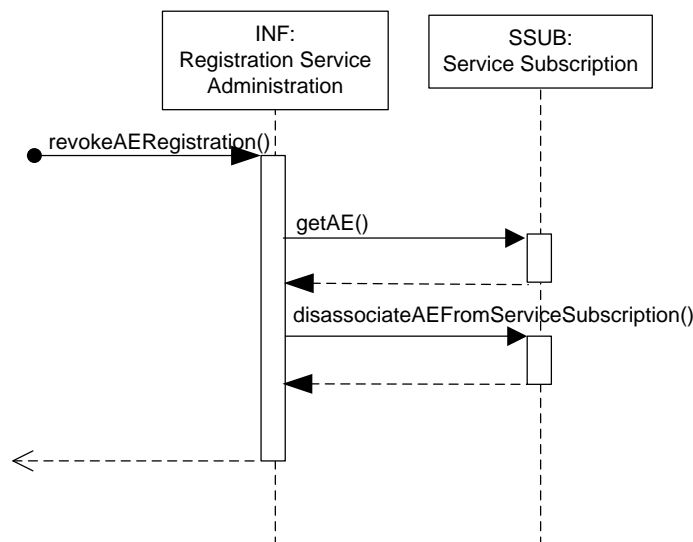 INF:
Registration Service
Administration
SSUB:
Service Subscription
revokeAERegistration()
getAE()
disassociateAEFromServiceSubscription()